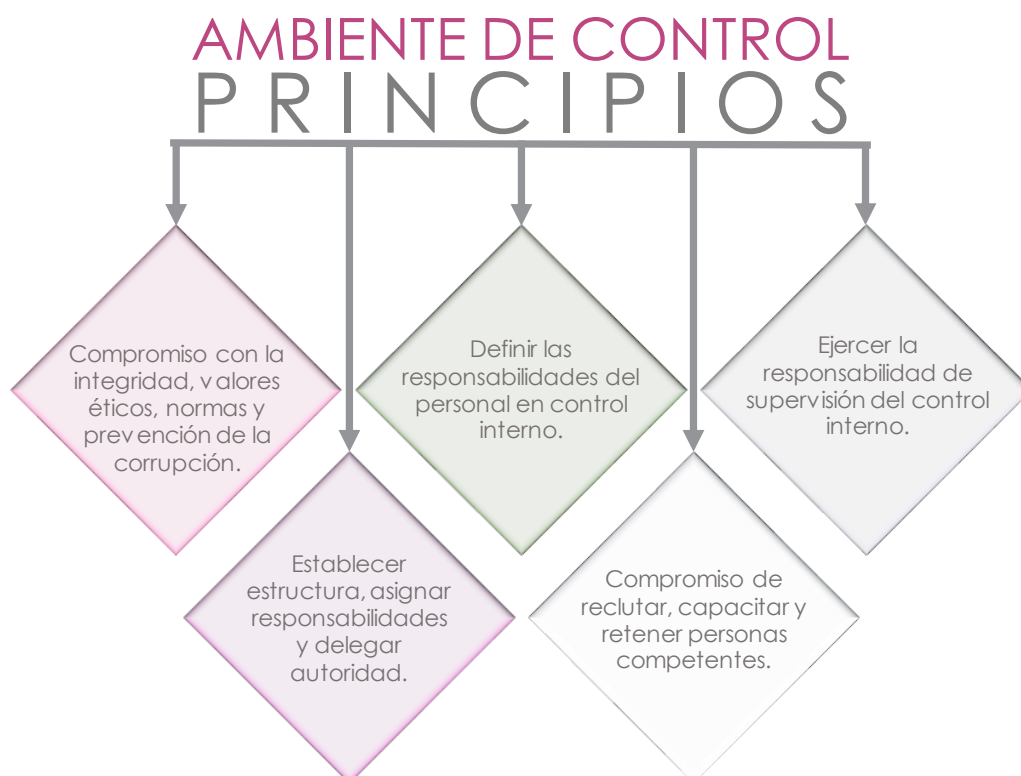 AMBIENTE DE CONTROL
PRINCIPIOS
Compromiso con la
integridad, valores
éticos, normas y
prevención de la
corrupción.
Establecer
estructura, asignar
responsabilidades
y delegar
autoridad.
Definir las
responsabilidades del
personal en control
interno.
Compromiso de
reclutar, capacitar y
retener personas
competentes.
Ejercer la
responsabilidad de
supervisión del control
interno.